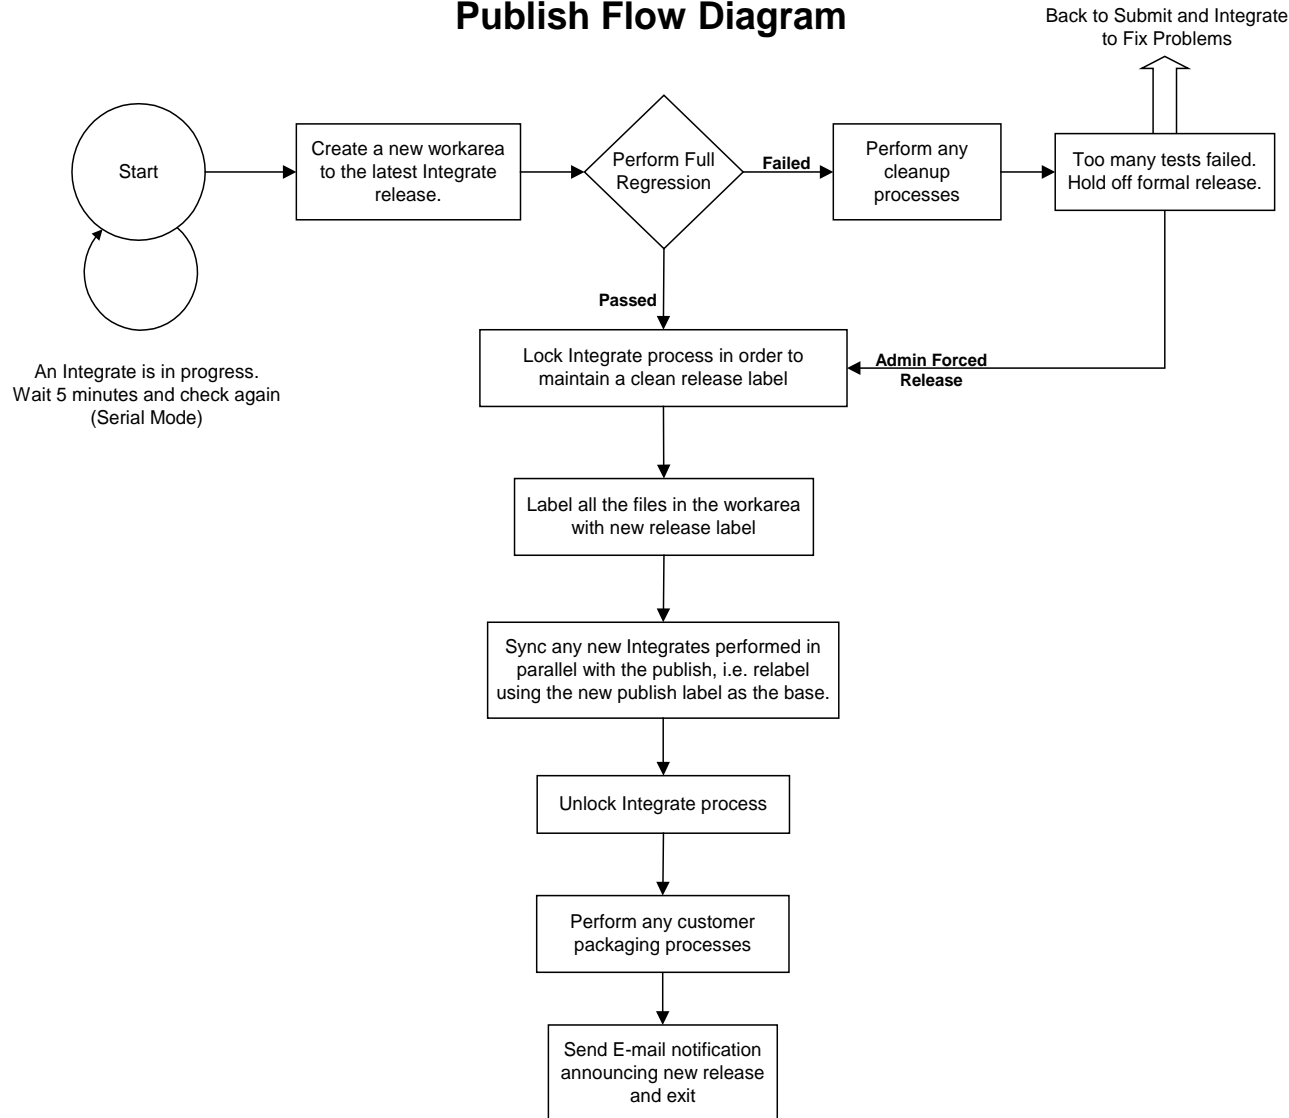 Publish Flow Diagram
Back to Submit and Integrate
to Fix Problems
Start
Create a new workarea
to the latest Integrate
release.
Perform Full
Regression
Failed
Perform any
cleanup
processes
Too many tests failed.
Hold off formal release.
Passed
An Integrate is in progress.
Wait 5 minutes and check again
(Serial Mode)
Lock Integrate process in order to
maintain a clean release label
Admin Forced
Release
Label all the files in the workarea
with new release label
Sync any new Integrates performed in
parallel with the publish, i.e. relabel
using the new publish label as the base.
Unlock Integrate process
Perform any customer
packaging processes
Send E-mail notification
announcing new release
and exit